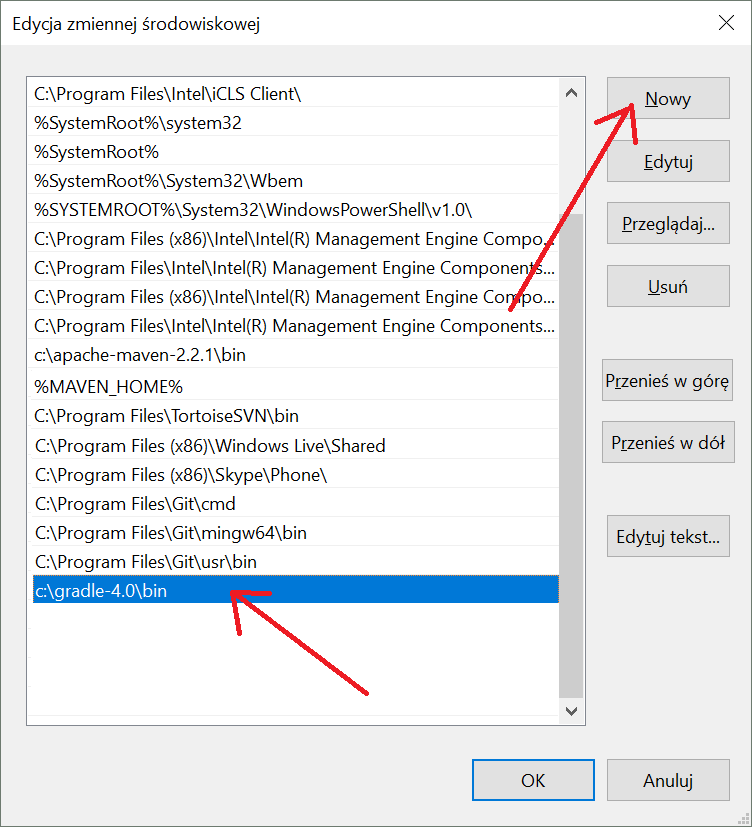 Edycja zmiennej środowiskowej
C:\Program Files\Intel\iCLS Client\
%SystemRoot%\system32
%SystemRoot%
%SystemRoot%\System32\Wbem
%SYSTEMROOT%\System32\WindowsPowerShell\v1.0\
C:\Program Files (x86)\Intel\Intel(R) Management Engine Compo...
C:\Program Files\Intel\Intel(R) Management Engine Components...
C:\Program Files (x86)\Intel\Intel(R) Management Engine Compo...
C:\Program Files\Intel\Intel(R) Management Engine Components...
c:\apache-maven-2.2.1\bin
%MAVEN_HOME%
C:\Program Files\TortoiseSVN\bin
C:\Program Files (x86)\Windows Live\Shared
C:\Program Files (x86)\Skype\Phone\
C:\Program Files\Git\cmd
C:\Program Files\Git\mingw64\bin
C:\Program Files\Git\usr\bin
c:\gradle-4.0\bin
Nowy
Edytuj
Przeglądaj...
Usuń
Przenieś w górę
Przenieś w dół
Edytuj tekst...
OK
Anuluj